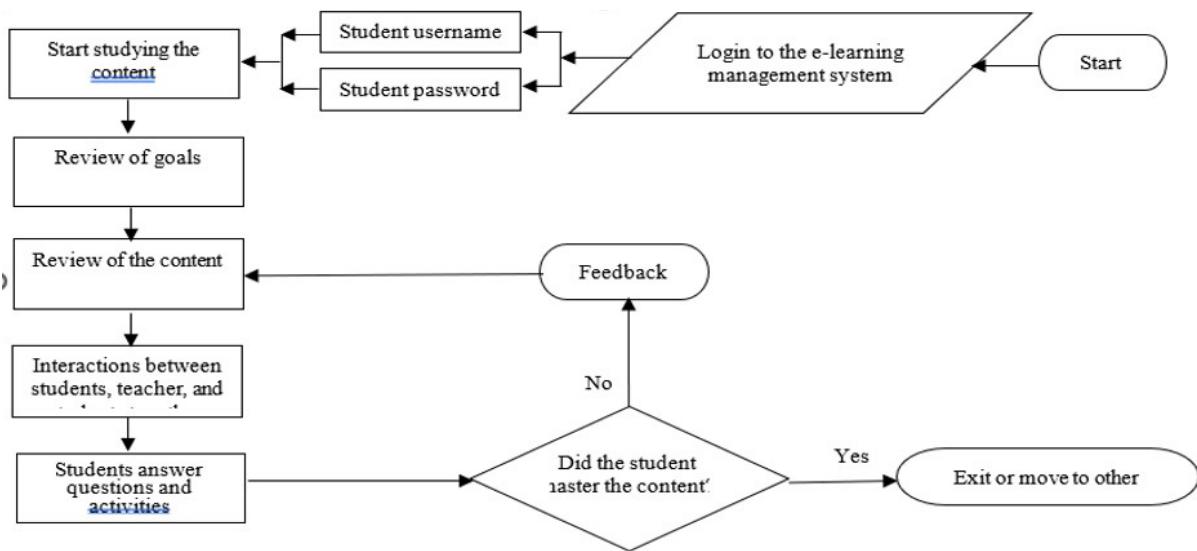 Start
Login to the e-learning
management system
Student username
Student password
Start studying the
content
Review of goals
Review of the content
Interactions between
students, teacher, and
Students answer
questions and
activities
Did the student
the content
No
Feedback
Yes
Exit or move to other